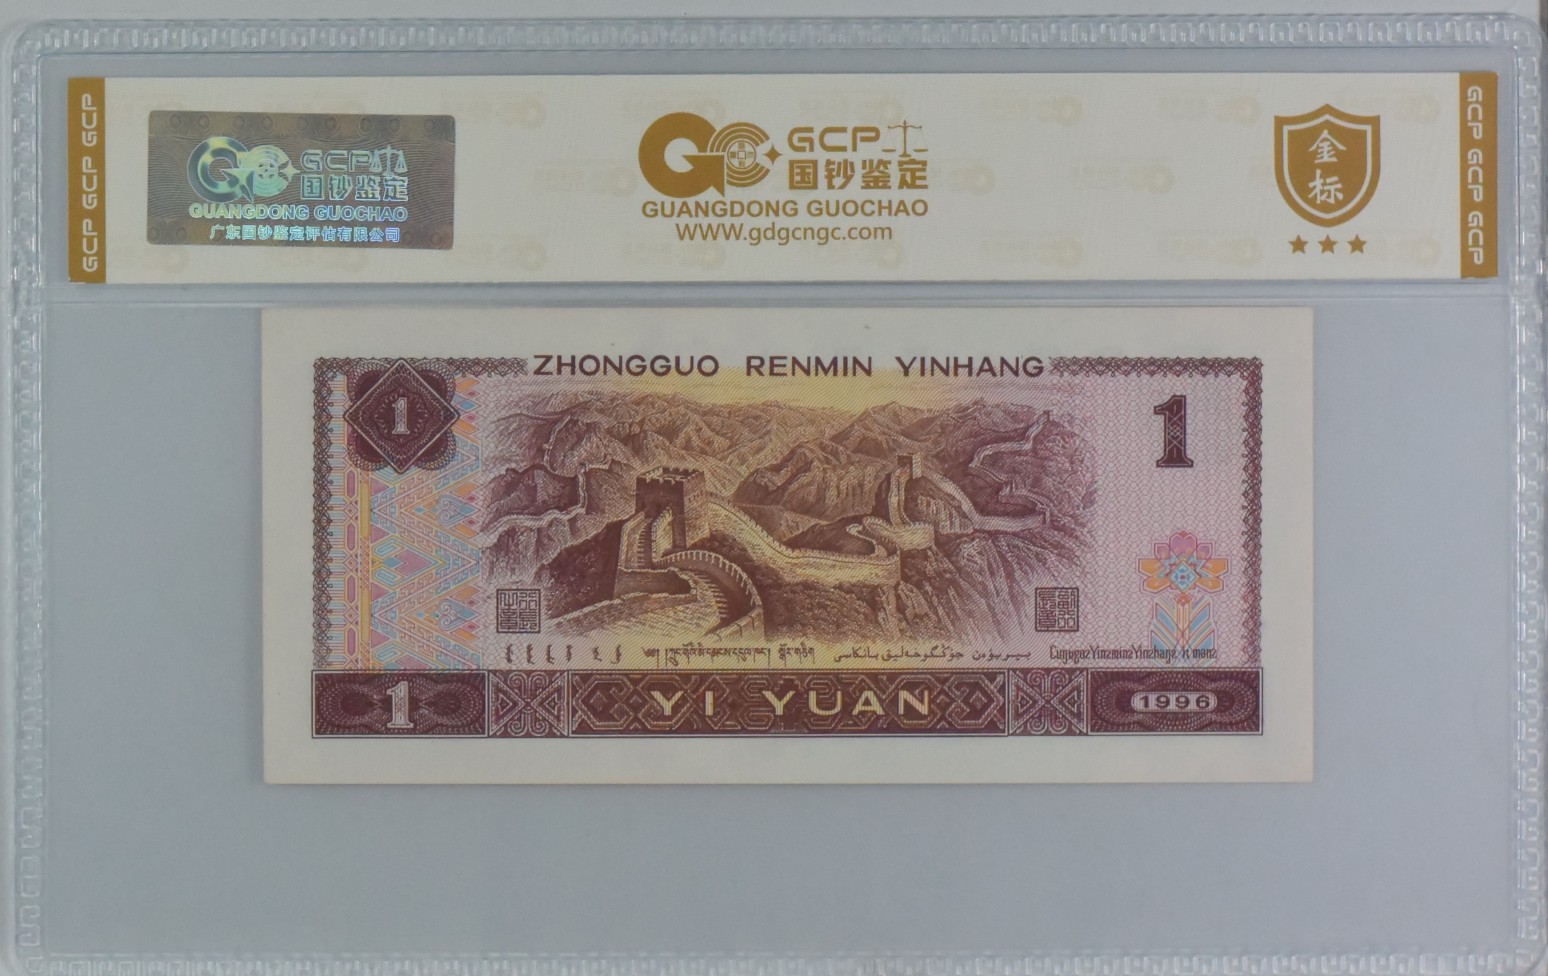 GCP GCP GCP
GCP
国钞鉴定
GUANGDONG GUOCHAO
广东国钞鉴定评估有限公司
GCP
国钞鉴定
GUANGDONG GUOCHAO
WWW.gdgcngc.com
金
标
GCP GCP GCP
ZHONGGUO RENMIN YINHANG
1
1
1
YI YUAN
1996